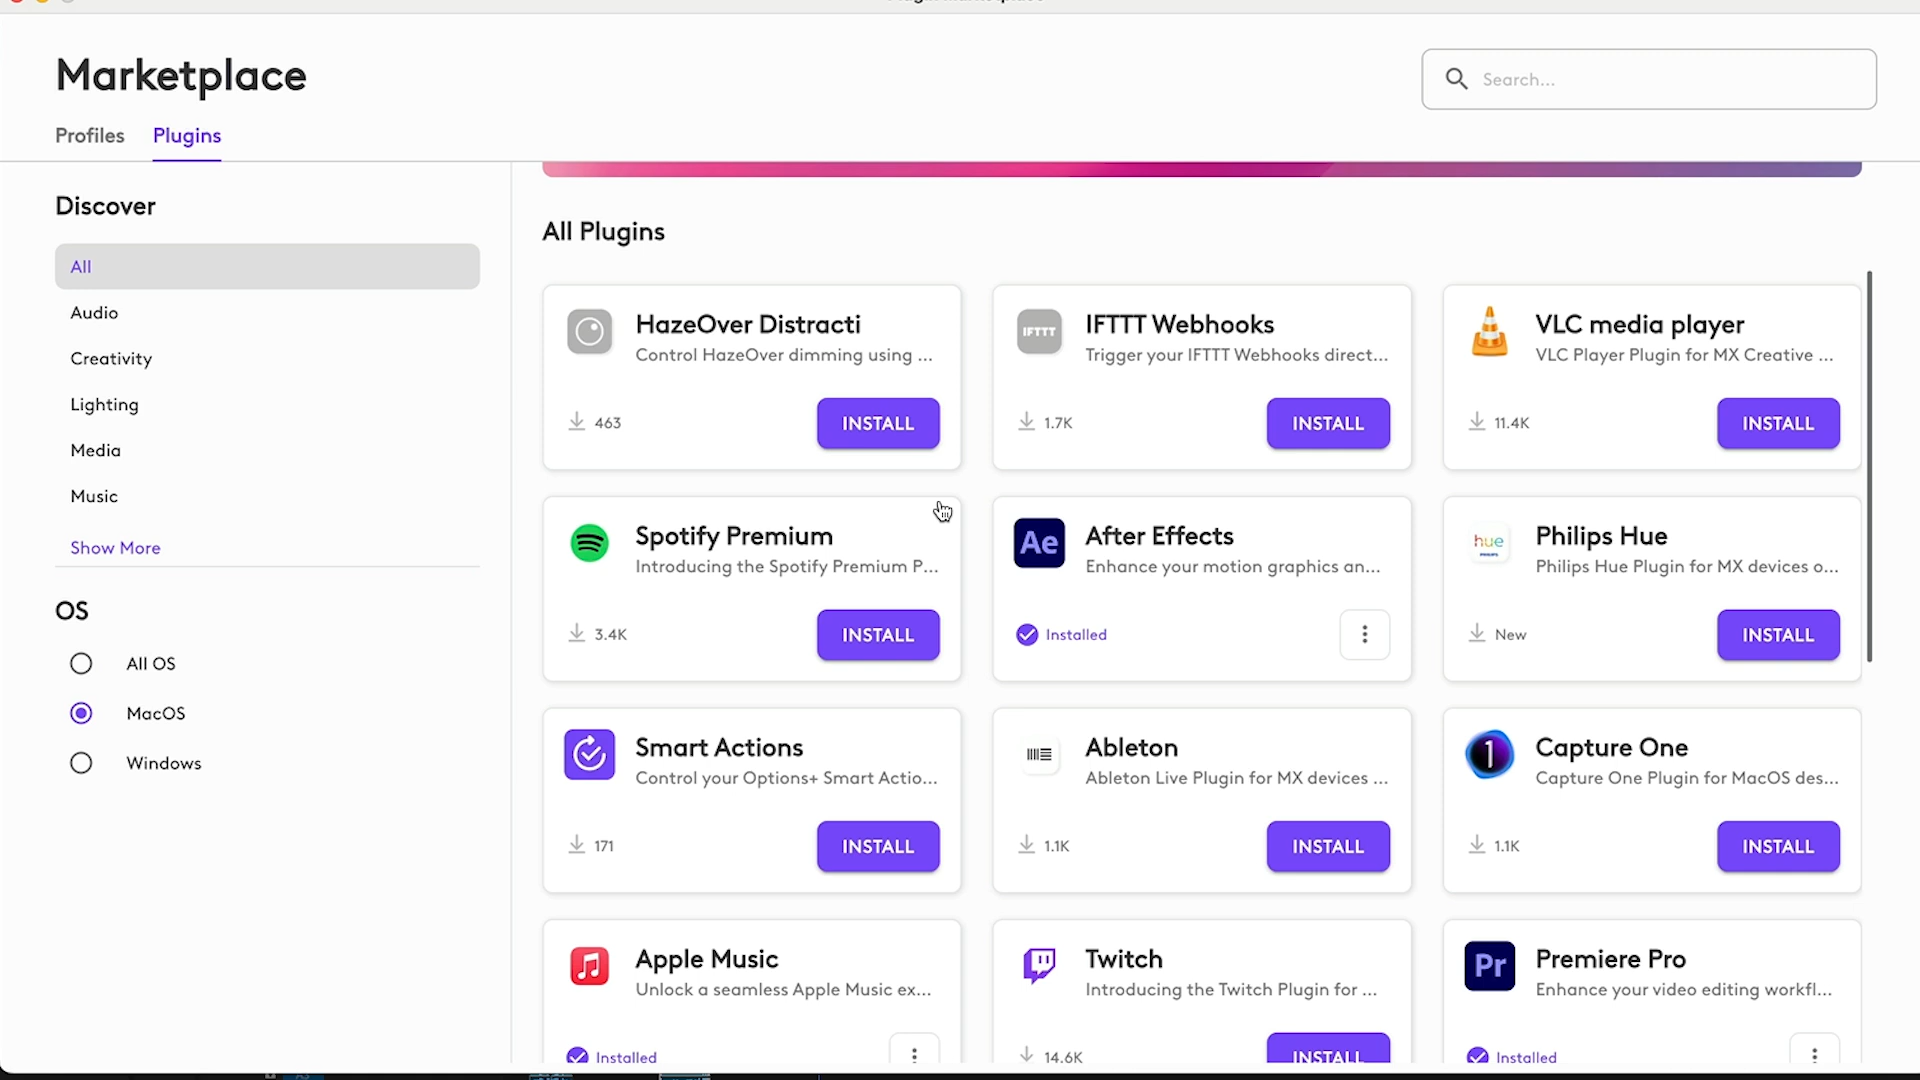 Marketplace
Search...
Profiles
Plugins
Discover
All
Audio
Creativity
Lighting
Media
Music
Show More
OS
All OS
MacOS
Windows
All Plugins
HazeOver Distracti
Control HazeOver dimming using ...
463
INSTALL
IFTTT
IFTTT Webhooks
Trigger your IFTTT Webhooks direct...
1.7K
INSTALL
VLC media player
VLC Player Plugin for MX Creative ...
11.4K
INSTALL
Spotify Premium
Introducing the Spotify Premium P...
3.4K
INSTALL
Ae
After Effects
Enhance your motion graphics an...
Installed
hue
Philips Hue
Philips Hue Plugin for MX devices o...
New
INSTALL
Smart Actions
Control your Options+ Smart Actio...
171
INSTALL
Ableton
Ableton Live Plugin for MX devices ...
1.1K
INSTALL
1
Capture One
Capture One Plugin for MacOS des...
1.1K
INSTALL
Apple Music
Unlock a seamless Apple Music ex...
Installed
Twitch
Introducing the Twitch Plugin for ...
14.6K
INSTALL
Pr
Premiere Pro
Enhance your video editing workfl...
Installed